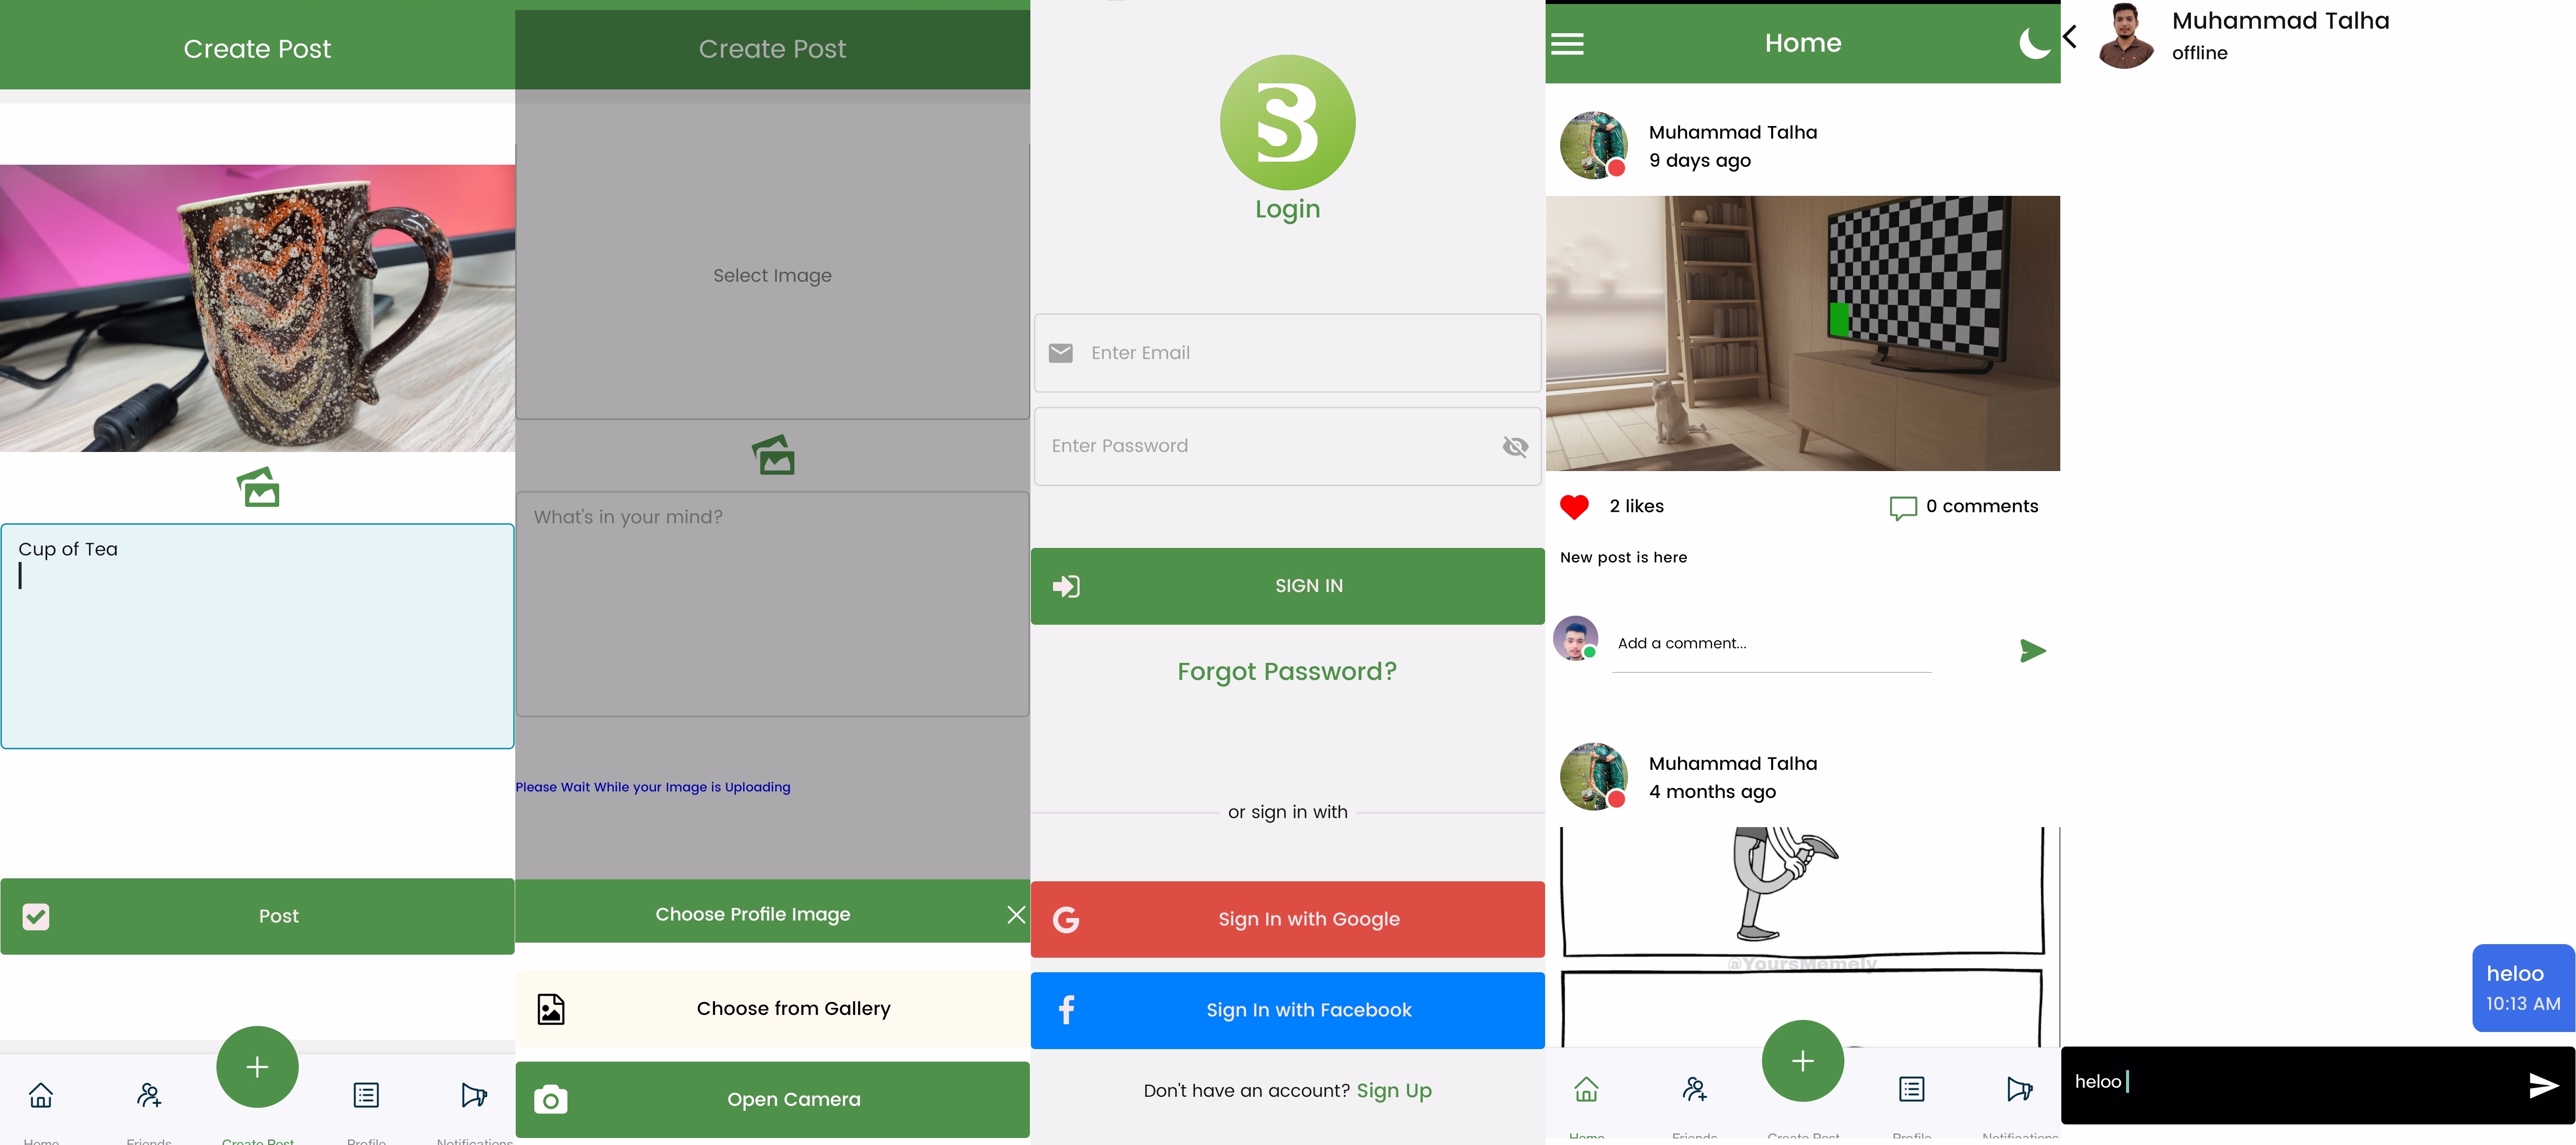 Create Post
Cup of Tea
Post
Home
Friends
Create Post
Profile
Notifications
Create Post
Select Image
What's in your mind?
Please Wait While your Image is Uploading
Choose Profile Image
Choose from Gallery
Open Camera
Login
Enter Email
Enter Password
SIGN IN
Forgot Password?
or sign in with
Sign In with Google
Sign In with Facebook
Don't have an account? Sign Up
Home
Muhammad Talha
9 days ago
2 likes
0 comments
New post is here
Add a comment...
Muhammad Talha
4 months ago
@YoursMemely
Home
Friends
Create Post
Profile
Notifications
Muhammad Talha
offline
heloo
10:13 AM
heloo